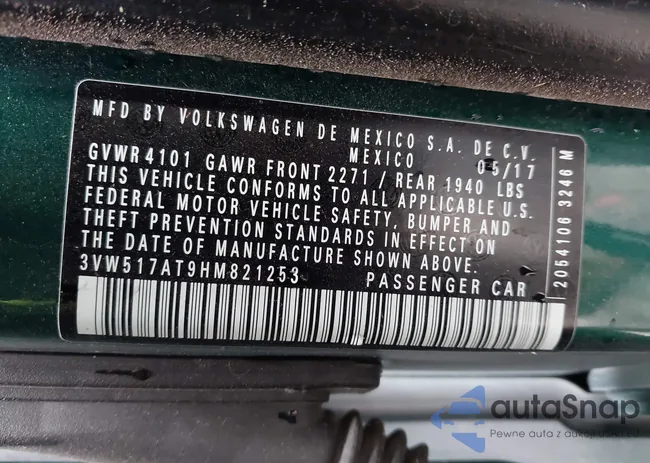 MFD BY VOLKSWAGEN DE MEXICO S.A. DE C.V.
MEXICO 05/17
GVWR 4101 GAWR FRONT 2271 / REAR 1940 LBS
THIS VEHICLE CONFORMS TO ALL APPLICABLE U.S.
FEDERAL MOTOR VEHICLE SAFETY, BUMPER AND
THEFT PREVENTION STANDARDS IN EFFECT ON
THE DATE OF MANUFACTURE SHOWN ABOVE.
3VW517AT9HM821253 PASSENGER CAR
2054106 3246 M
autoSnap
Pewne auta z aukcji